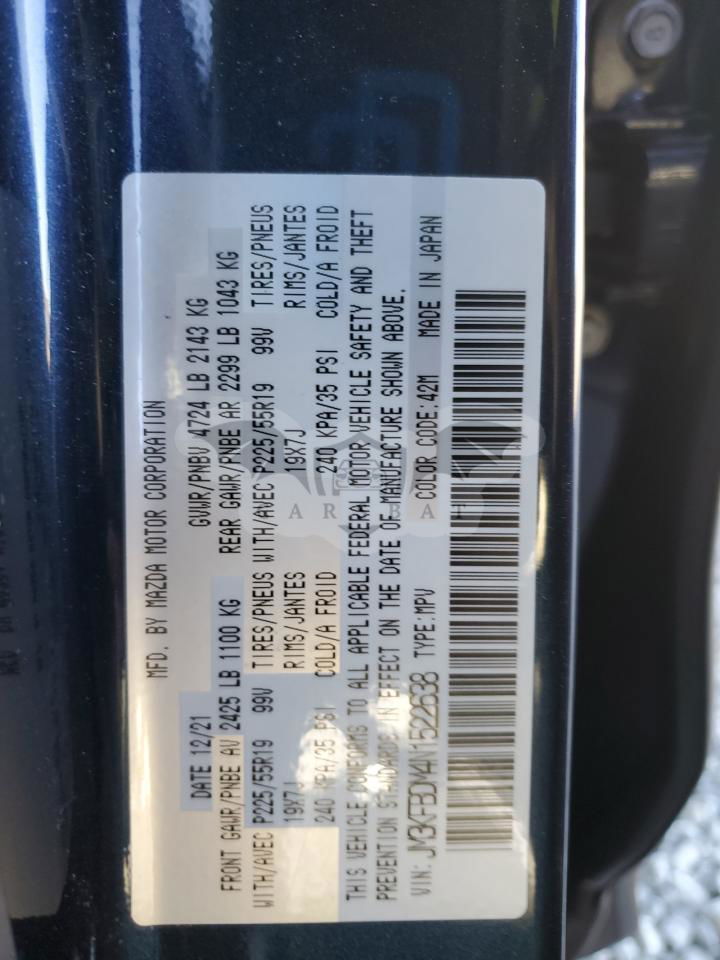 MFD. BY MAZDA MOTOR CORPORATION
DATE 12/21 GVWR/PNBV 4724 LB 2143 KG
FRONT GAWR/PNBE AV 2425 LB 1100 KG REAR GAWR/PNBE AR 2299 LB 1043 KG
WITH/AVEC P225/55R19 99V TIRES/PNEUS WITH/AVEC P225/55R19 99V TIRES/PNEUS
19X7J RIMS/JANTES 19X7J RIMS/JANTES
240 KPA/35 PSI COLD/A FROID 240 KPA/35 PSI COLD/A FROID
THIS VEHICLE CONFORMS TO ALL APPLICABLE FEDERAL MOTOR VEHICLE SAFETY AND THEFT
PREVENTION STANDARDS IN EFFECT ON THE DATE OF MANUFACTURE SHOWN ABOVE.
VIN: JM3KFBDM4N1522638 TYPE: MPV COLOR CODE: 42M MADE IN JAPAN